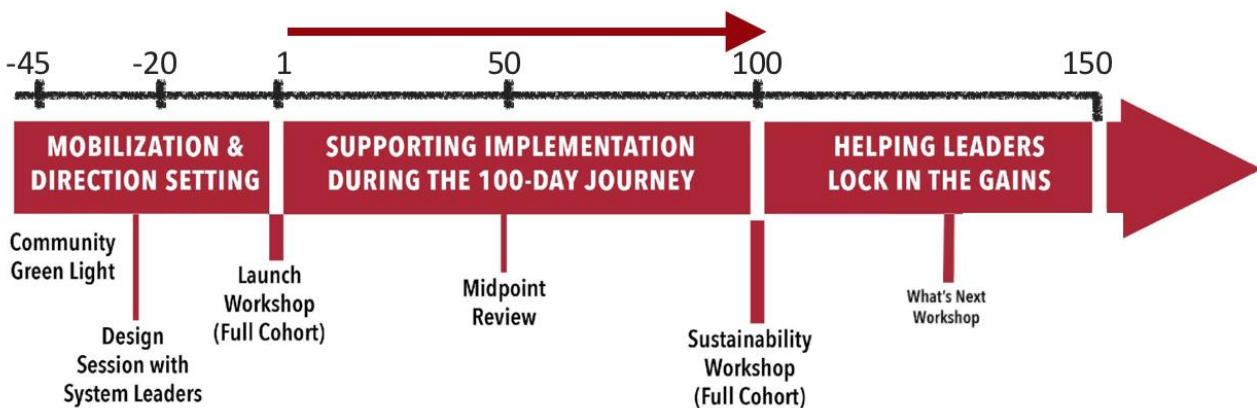 -45
-20
1
50
100
150
MOBILIZATION &
DIRECTION SETTING
SUPPORTING IMPLEMENTATION
DURING THE 100-DAY JOURNEY
HELPING LEADERS
LOCK IN THE GAINS
Community
Green Light
Design
Session with
System Leaders
Launch
Workshop
(Full Cohort)
Midpoint
Review
Sustainability
Workshop
(Full Cohort)
What's Next
Workshop